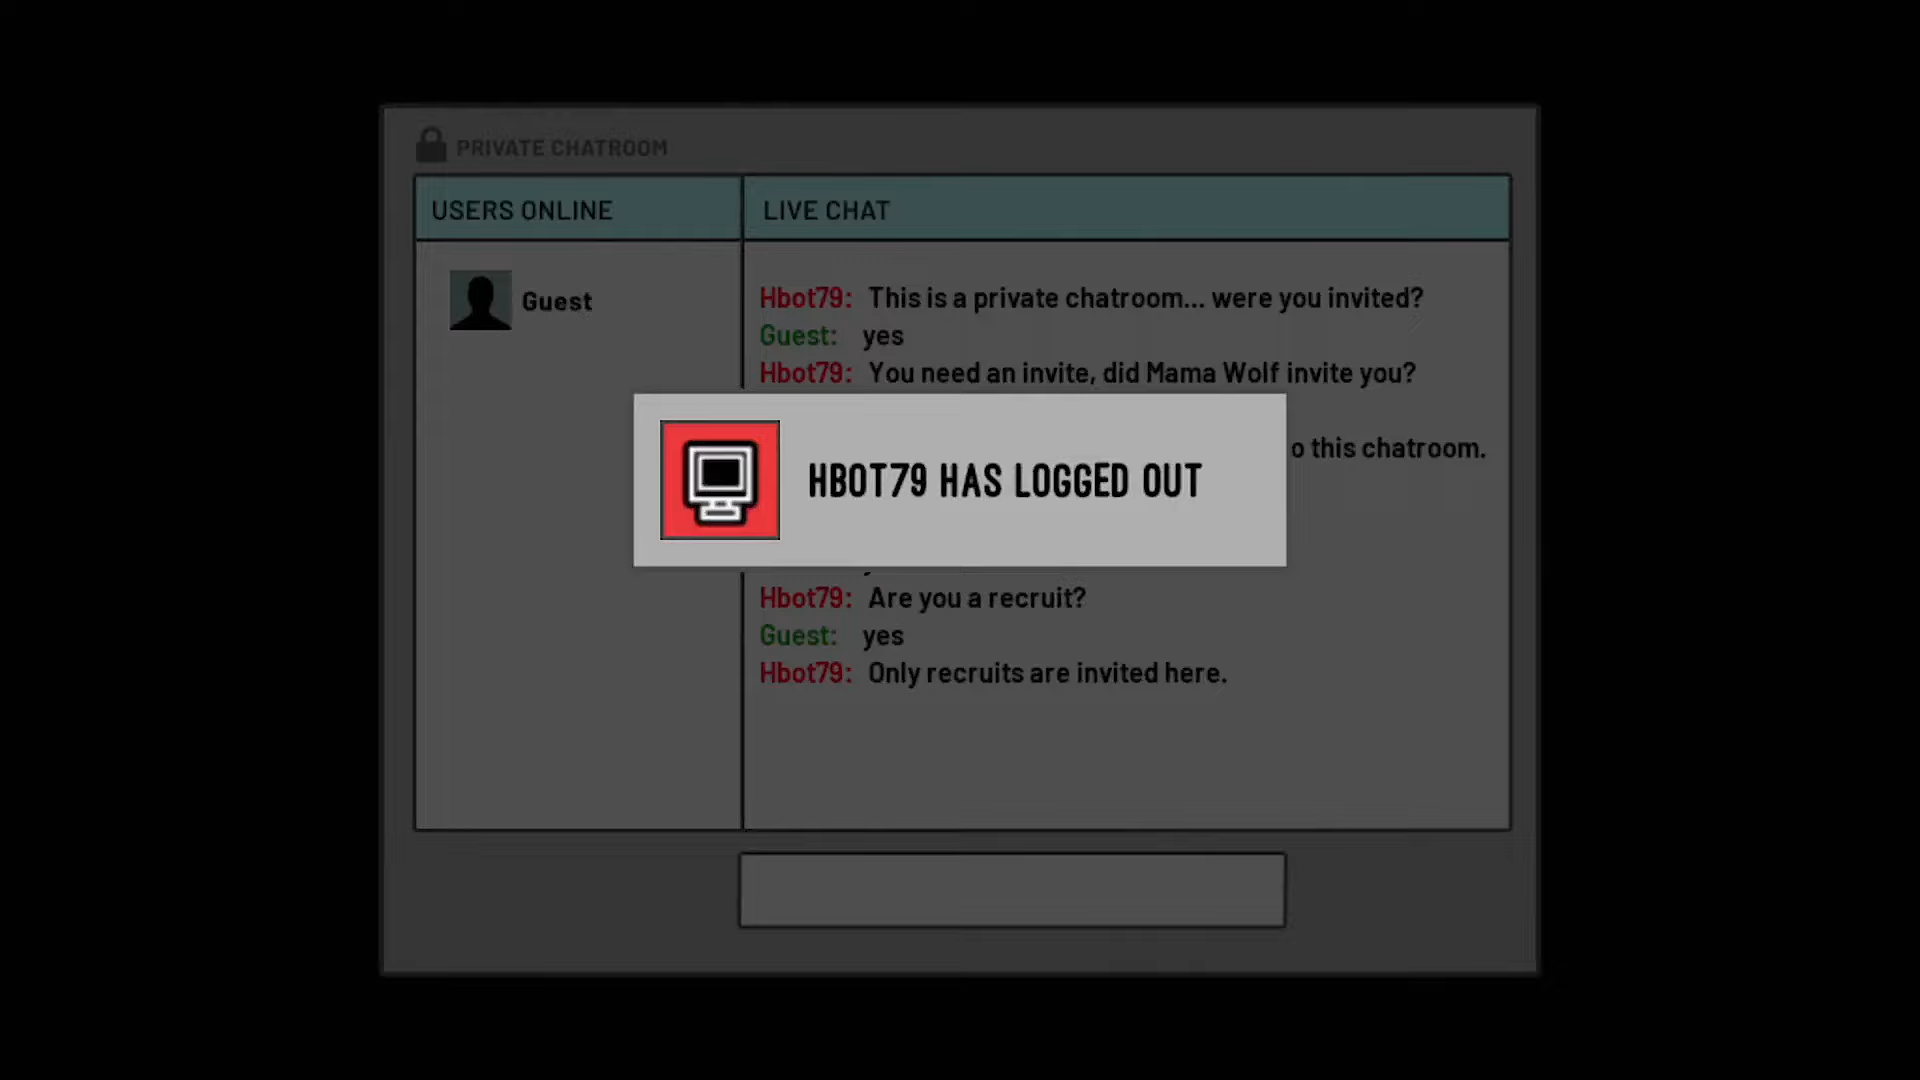 PRIVATE CHATROOM
USERS ONLINE
LIVE CHAT
Guest
Hbot79: This is a private chatroom... were you invited?
Guest: yes
Hbot79: You need an invite, did Mama Wolf invite you?
this chatroom.
HBOT79 HAS LOGGED OUT
Hbot79: Are you a recruit?
Guest: yes
Hbot79: Only recruits are invited here.